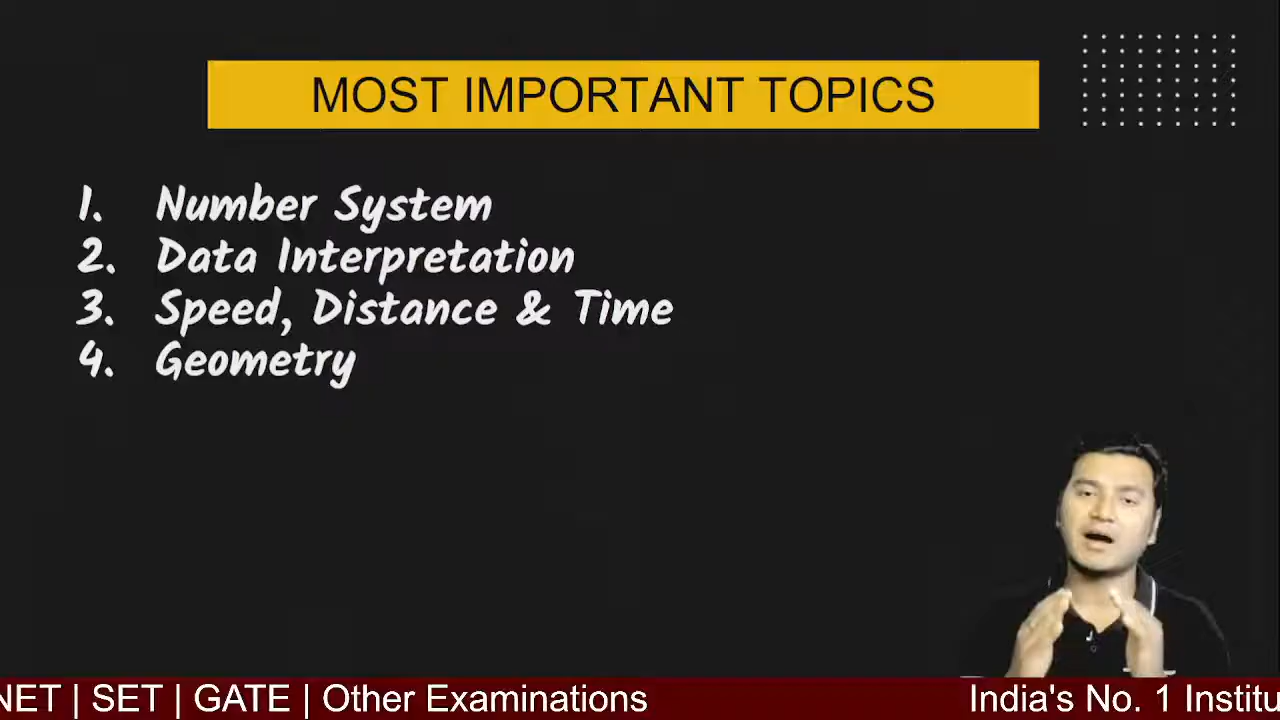 MOST IMPORTANT TOPICS
1. Number System
2. Data Interpretation
3. Speed, Distance & Time
4. Geometry
NET | SET | GATE | Other Examinations India's No. 1